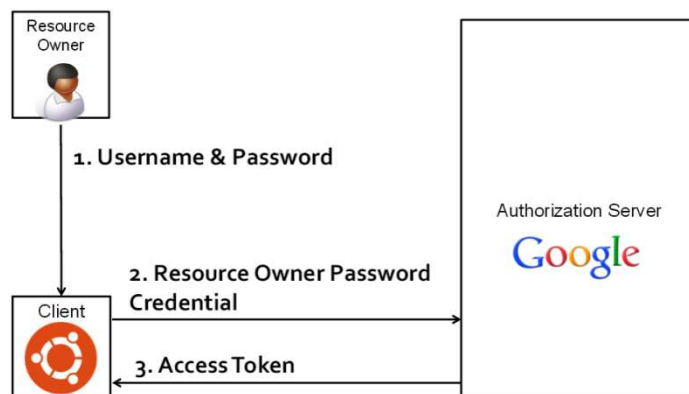 Resource
Owner
1. Username & Password
Authorization Server
Google
2. Resource Owner Password
Credential
Client
3. Access Token